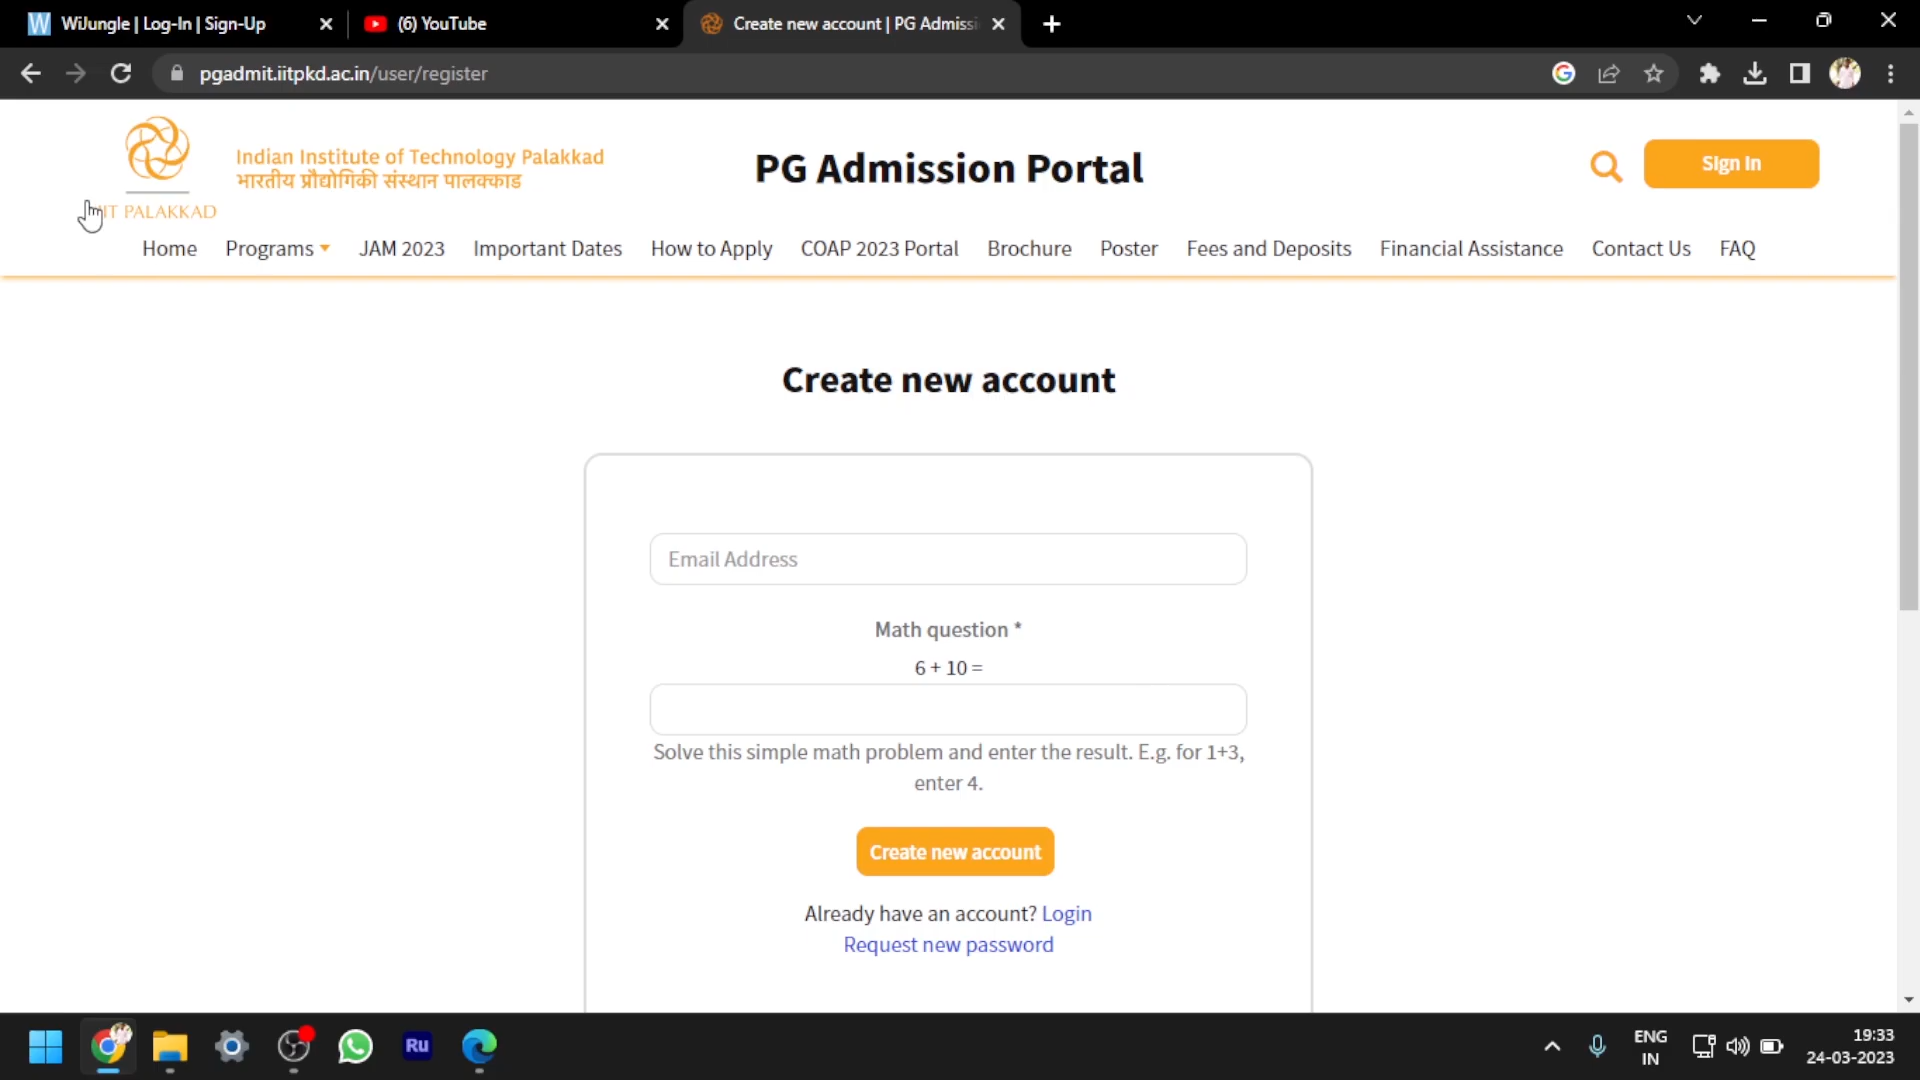 WiJungle | Log-In | Sign-Up
(6) YouTube
Create new account | PG Admiss
pgadmit.iitpkd.ac.in/user/register
Indian Institute of Technology Palakkad
भारतीय प्रौद्योगिकी संस्थान पालक्काड
IIT PALAKKAD
PG Admission Portal
Sign In
Home Programs JAM 2023 Important Dates How to Apply COAP 2023 Portal Brochure Poster Fees and Deposits Financial Assistance Contact Us FAQ
Create new account
Email Address
Math question *
6 + 10 =
Solve this simple math problem and enter the result. E.g. for 1+3,
enter 4.
Create new account
Already have an account? Login
Request new password
Ru
ENG
IN
19:33
24-03-2023